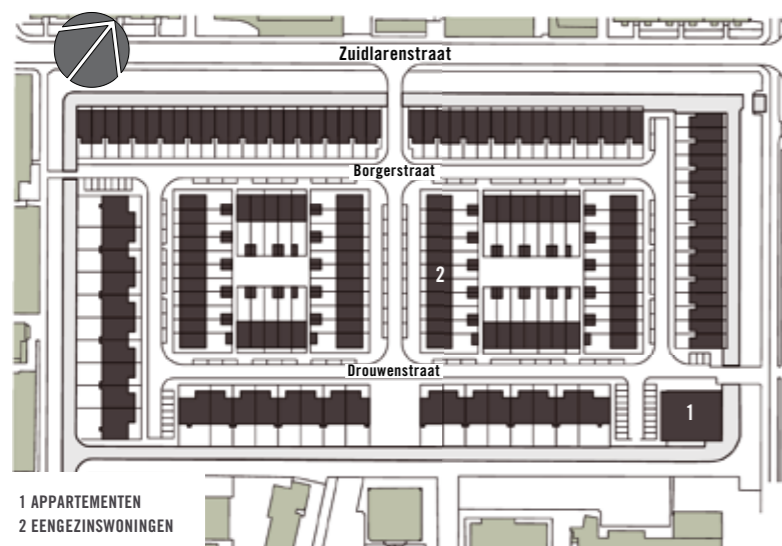 Zuidlarenstraat
Borgerstraat
2
Drouwenstraat
1
1 APPARTEMENTEN
2 EENGEZINSWONINGEN